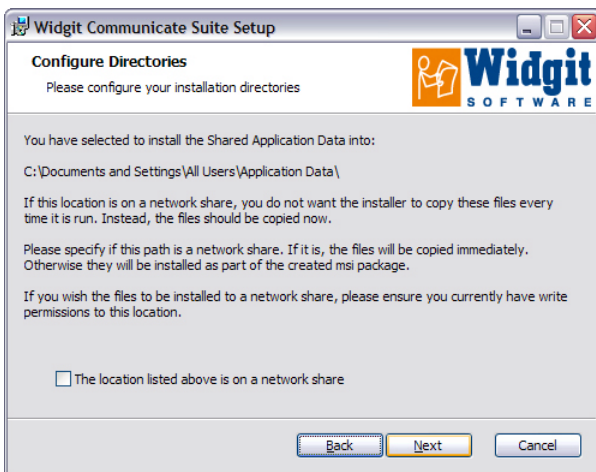 Widgit Communicate Suite Setup
Configure Directories
Please configure your installation directories
Widgit
SOFTWARE
You have selected to install the Shared Application Data into:
C:\Documents and Settings\All Users\Application Data\
If this location is on a network share, you do not want the installer to copy these files every
time it is run. Instead, the files should be copied now.
Please specify if this path is a network share. If it is, the files will be copied immediately.
Otherwise they will be installed as part of the created msi package.
If you wish the files to be installed to a network share, please ensure you currently have write
permissions to this location.
The location listed above is on a network share
Back Next Cancel